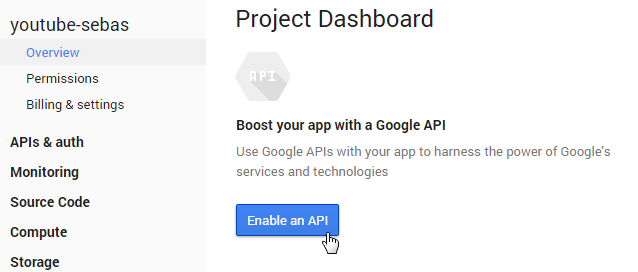 youtube-sebas
Overview
Permissions
Billing & settings
APIs & auth
Monitoring
Source Code
Compute
Storage
Project Dashboard
API
Boost your app with a Google API
Use Google APIs with your app to harness the power of Google's
services and technologies
Enable an API